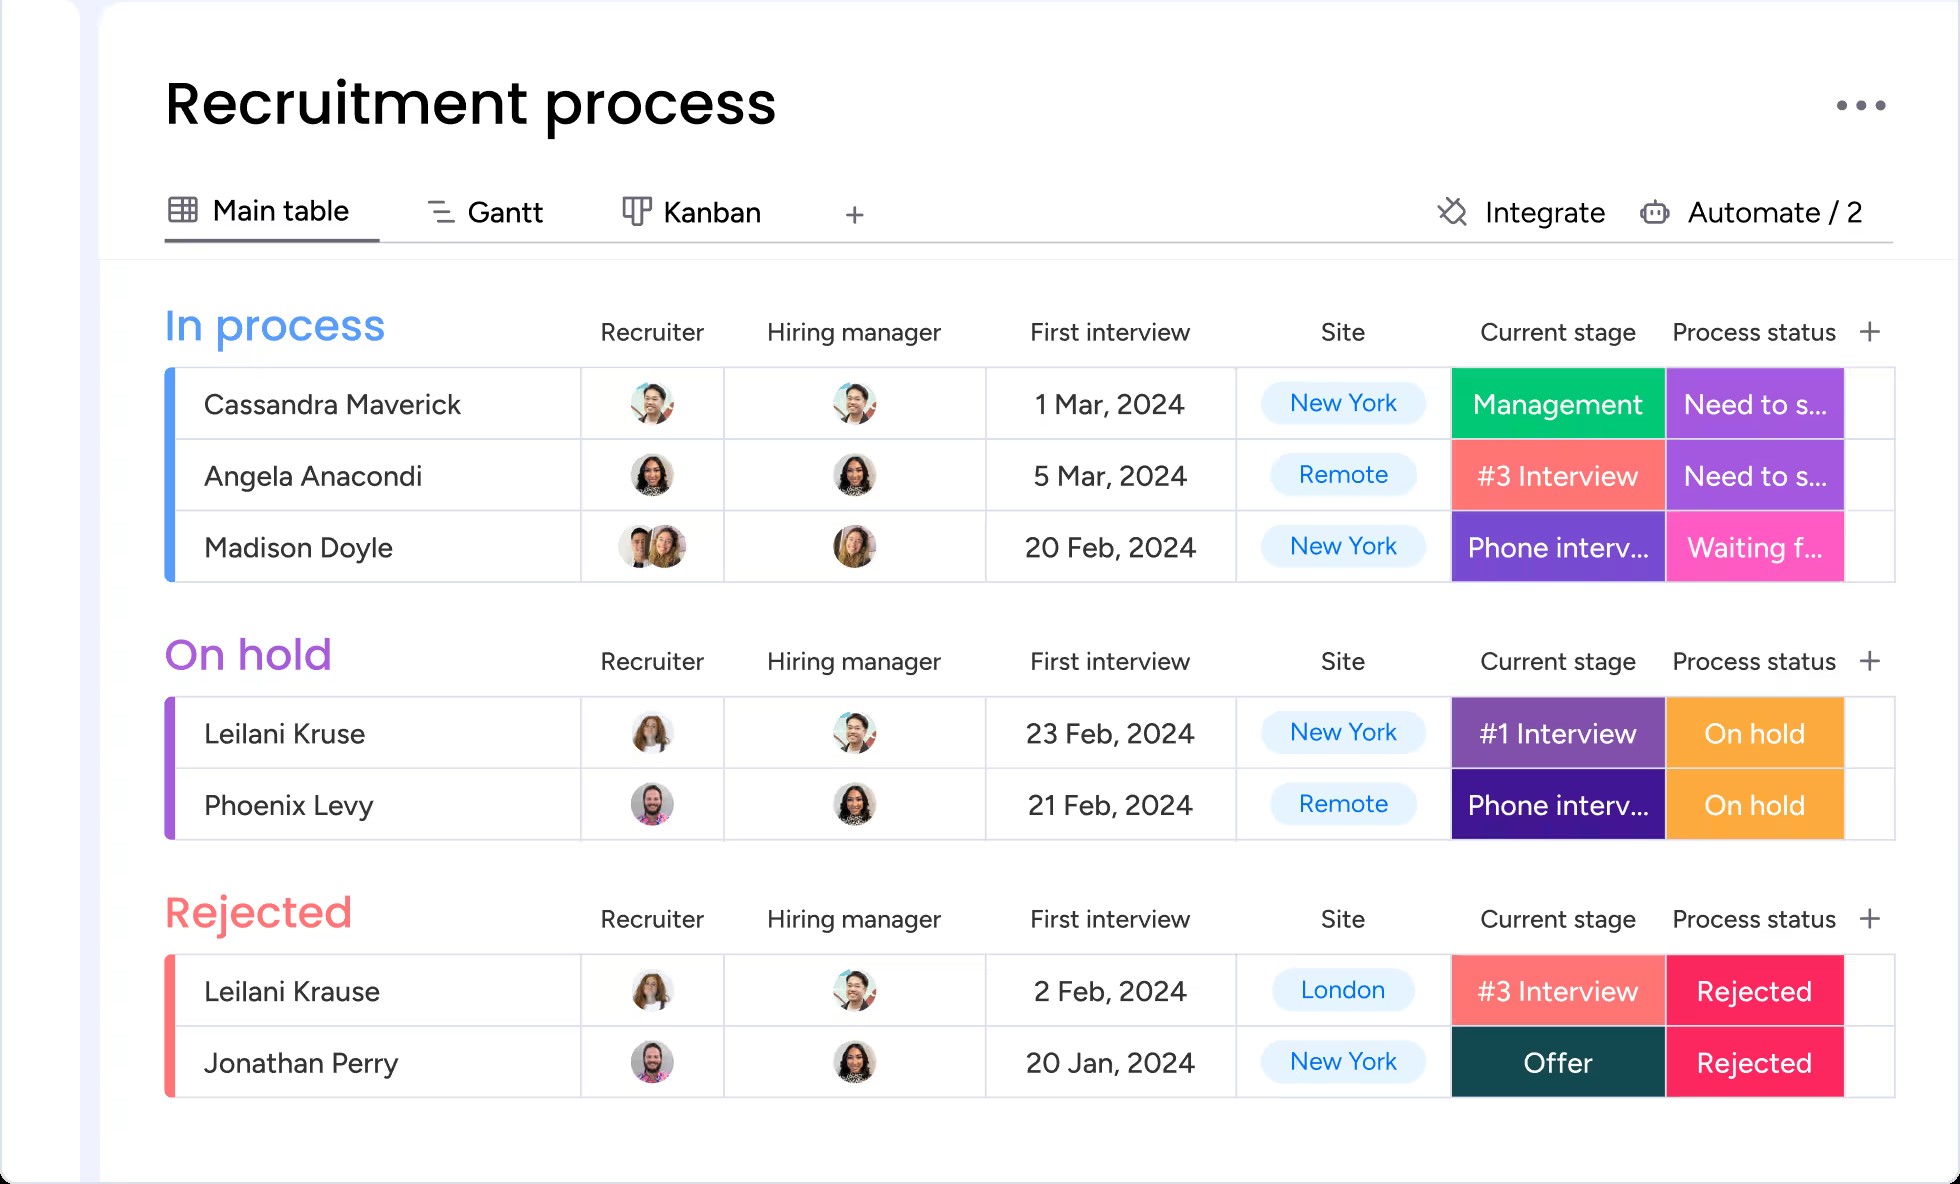 Recruitment process
Main table Gantt Kanban + Integrate Automate / 2
In process Recruiter Hiring manager First interview Site Current stage Process status +
Cassandra Maverick 1 Mar, 2024 New York Management Need to s...
Angela Anacondi 5 Mar, 2024 Remote #3 Interview Need to s...
Madison Doyle 20 Feb, 2024 New York Phone interv... Waiting f...
On hold Recruiter Hiring manager First interview Site Current stage Process status +
Leilani Kruse 23 Feb, 2024 New York #1 Interview On hold
Phoenix Levy 21 Feb, 2024 Remote Phone interv... On hold
Rejected Recruiter Hiring manager First interview Site Current stage Process status +
Leilani Krause 2 Feb, 2024 London #3 Interview Rejected
Jonathan Perry 20 Jan, 2024 New York Offer Rejected